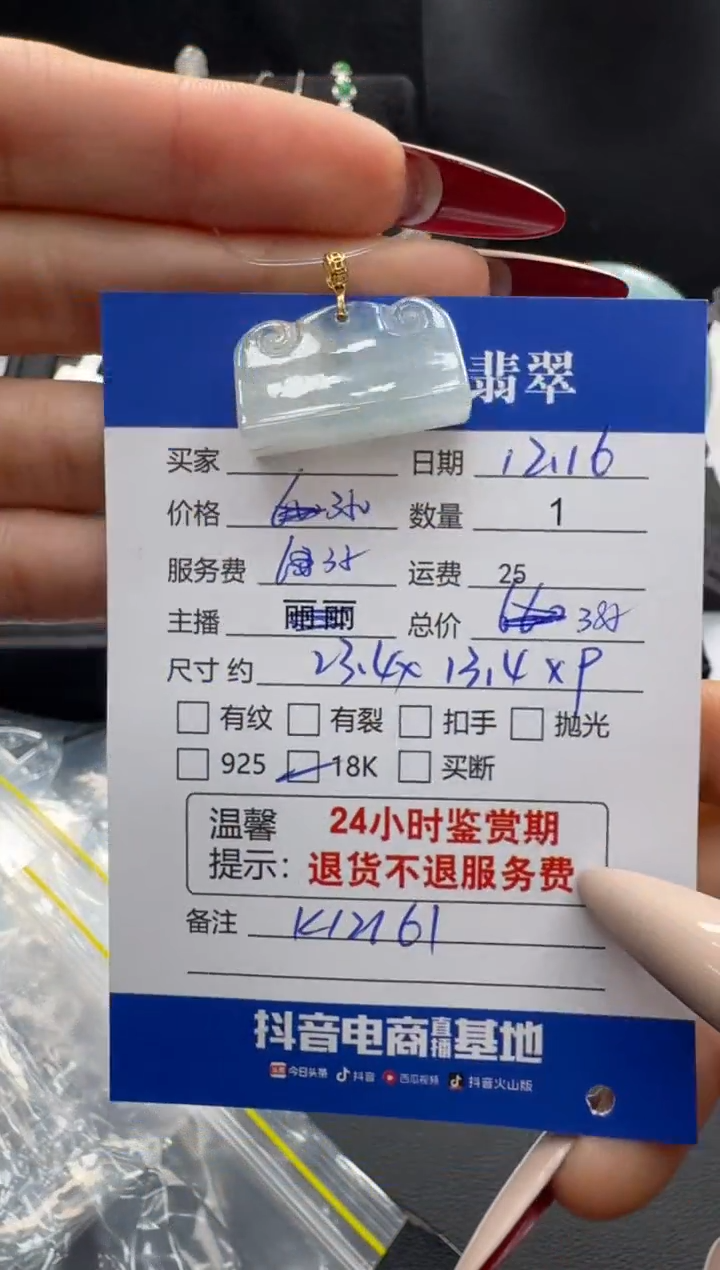 翡翠
买家 日期 12.16
价格 数量 1
服务费 运费 25
主播 丽丽 总价
尺寸 约 23.4x 13.4 x
有纹 有裂 扣手 抛光
925 18K 买断
温馨 24小时鉴赏期
提示： 退货不退服务费
备注 K12161
抖音电商直播基地
头条 今日头条 抖音 西瓜视频 抖音火山版